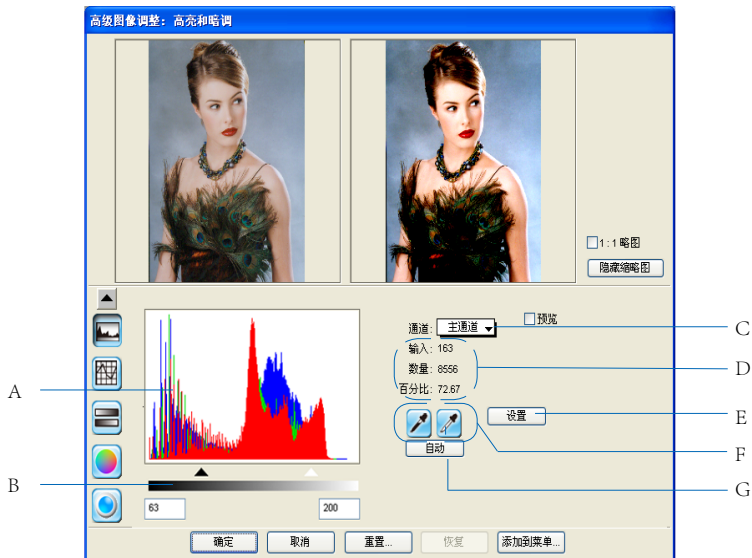 高级图像调整：高亮和暗调
1:1略图
隐藏缩略图
通道：主通道
预览
C
输入：163
数量：8556
D
百分比：72.67
A
设置
E
F
自动
G
B
63
200
确定
取消
重置...
恢复
添加到菜单...